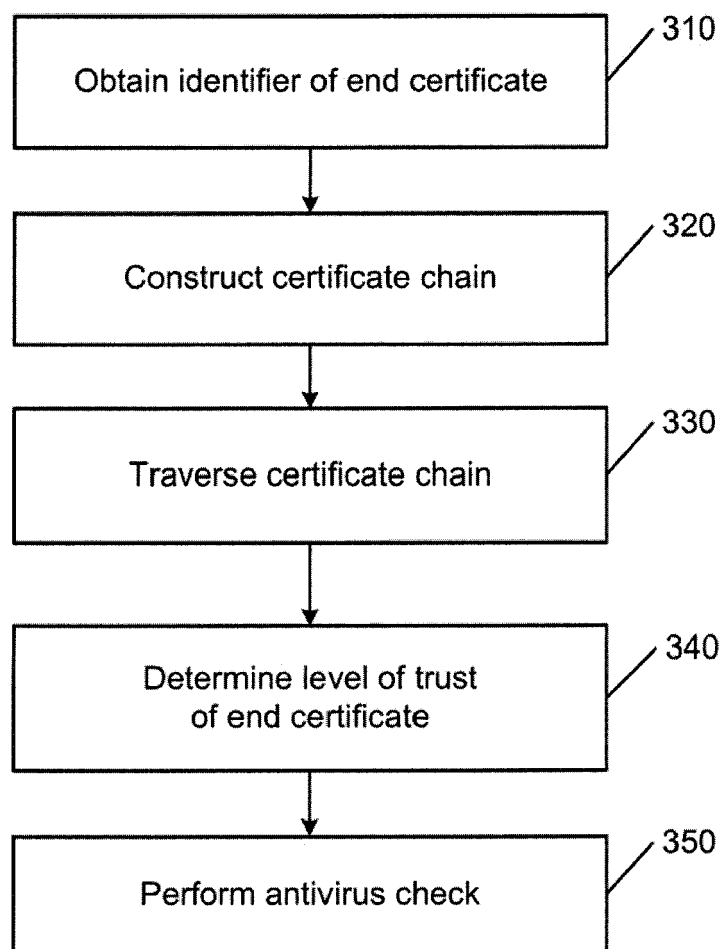 310
Obtain identifier of end certificate
320
Construct certificate chain
330
Traverse certificate chain
340
Determine level of trust
of end certificate
350
Perform antivirus check